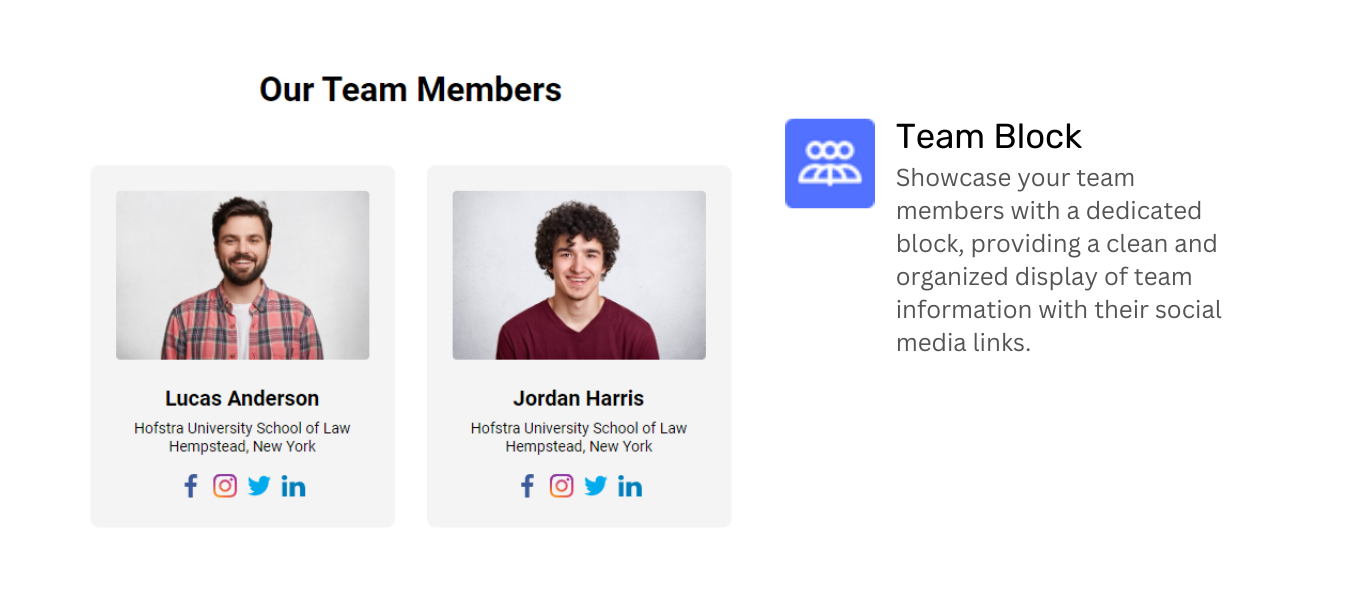 Our Team Members
Lucas Anderson
Hofstra University School of Law
Hempstead, New York
Jordan Harris
Hofstra University School of Law
Hempstead, New York
Team Block
Showcase your team
members with a dedicated
block, providing a clean and
organized display of team
information with their social
media links.